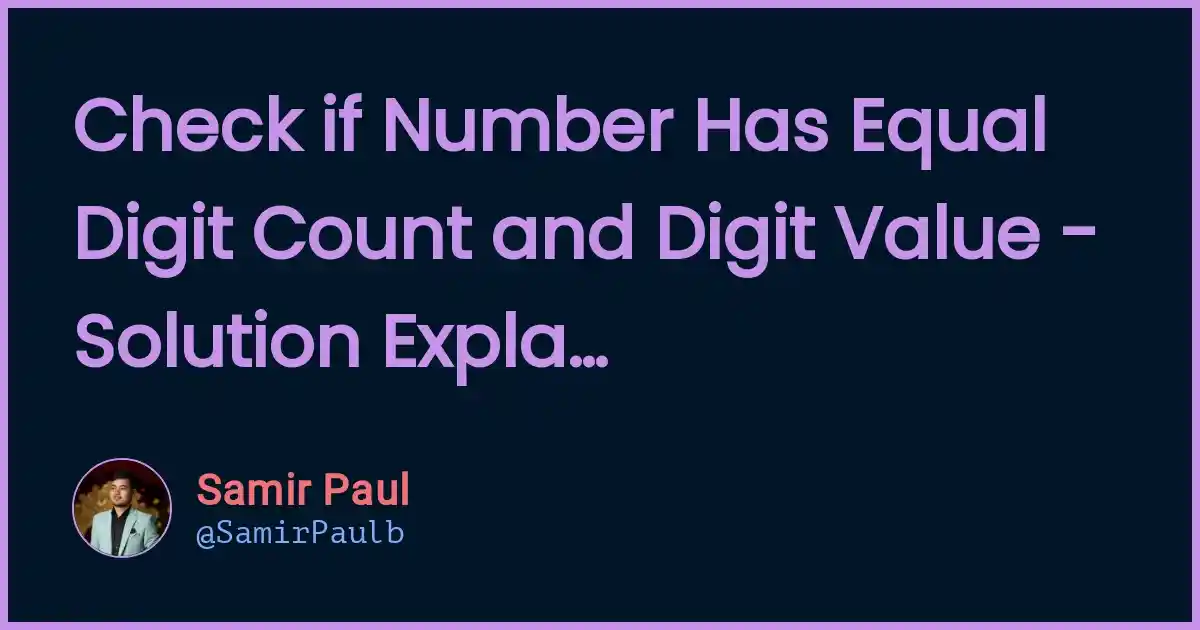 Check if Number Has Equal
Digit Count and Digit Value -
Solution Expla...
Samir Paul
@SamirPaulb